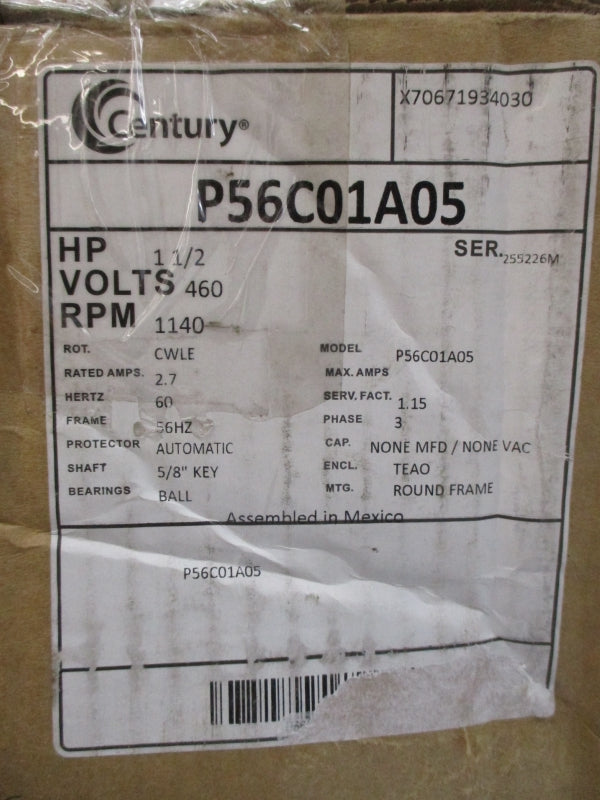 Century®
X70671934030
P56C01A05
HP 1 1/2
SER. 255226M
VOLTS 460
RPM 1140
ROT. CWLE
MODEL P56C01A05
RATED AMPS. 2.7
MAX. AMPS
HERTZ 60
SERV. FACT. 1.15
FRAME 56HZ
PHASE 3
PROTECTOR AUTOMATIC
CAP. NONE MFD / NONE VAC
SHAFT 5/8" KEY
ENCL. TEAO
BEARINGS BALL
MTG. ROUND FRAME
Assembled in Mexico
P56C01A05